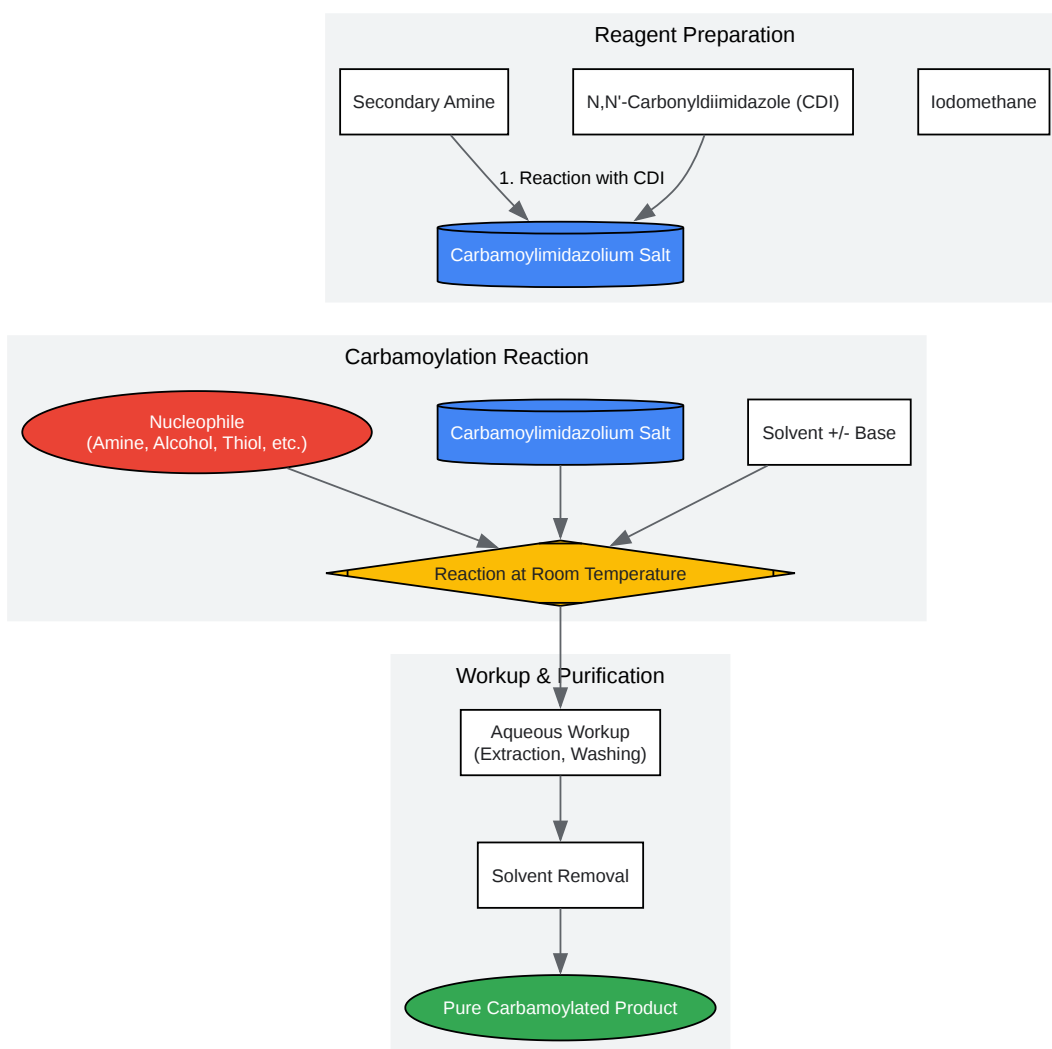 Reagent Preparation
Secondary Amine
N,N'-Carbonyldiimidazole (CDI)
Iodomethane
1. Reaction with CDI
Carbamoylimidazolium Salt
Carbamoylation Reaction
Nucleophile
(Amine, Alcohol, Thiol, etc.)
Carbamoylimidazolium Salt
Solvent +/- Base
Reaction at Room Temperature
Workup & Purification
Aqueous Workup
(Extraction, Washing)
Solvent Removal
Pure Carbamoylated Product